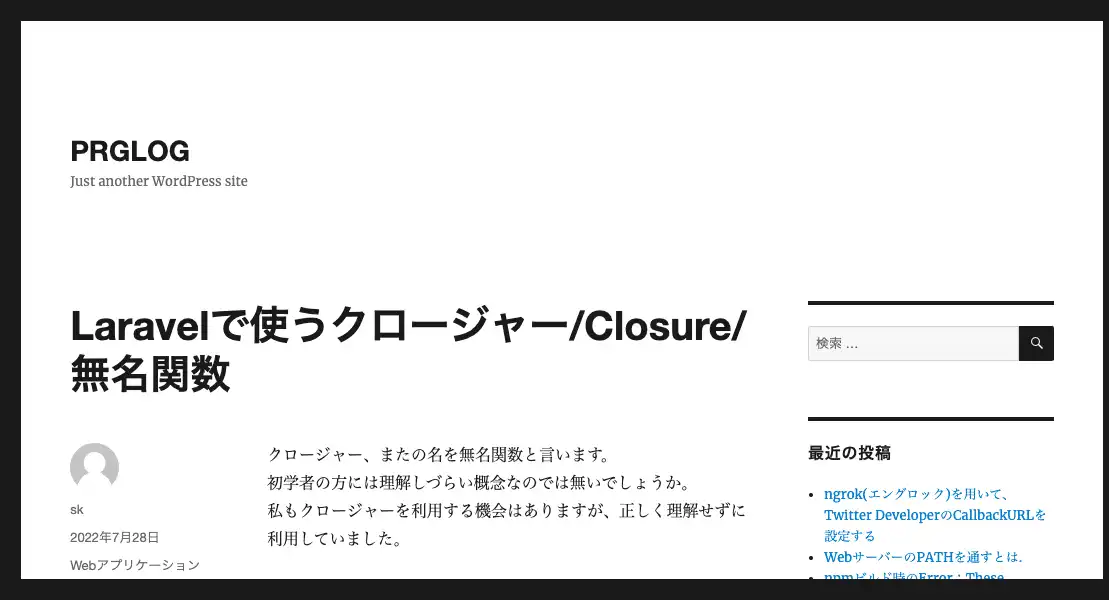 PRGLOG
Just another WordPress site
Laravelで使うクロージャー/Closure/
無名関数
sk
2022年7月28日
Webアプリケーション
クロージャー、またの名を無名関数と言います。
初学者の方には理解しづらい概念なのでは無いでしょうか。
私もクロージャーを利用する機会はありますが、正しく理解せずに
利用していました。
検索 …
最近の投稿
ngrok(エングロック)を用いて、
Twitter DeveloperのCallbackURLを
設定する
WebサーバーのPATHを通すとは.
npmビルド時のError：These